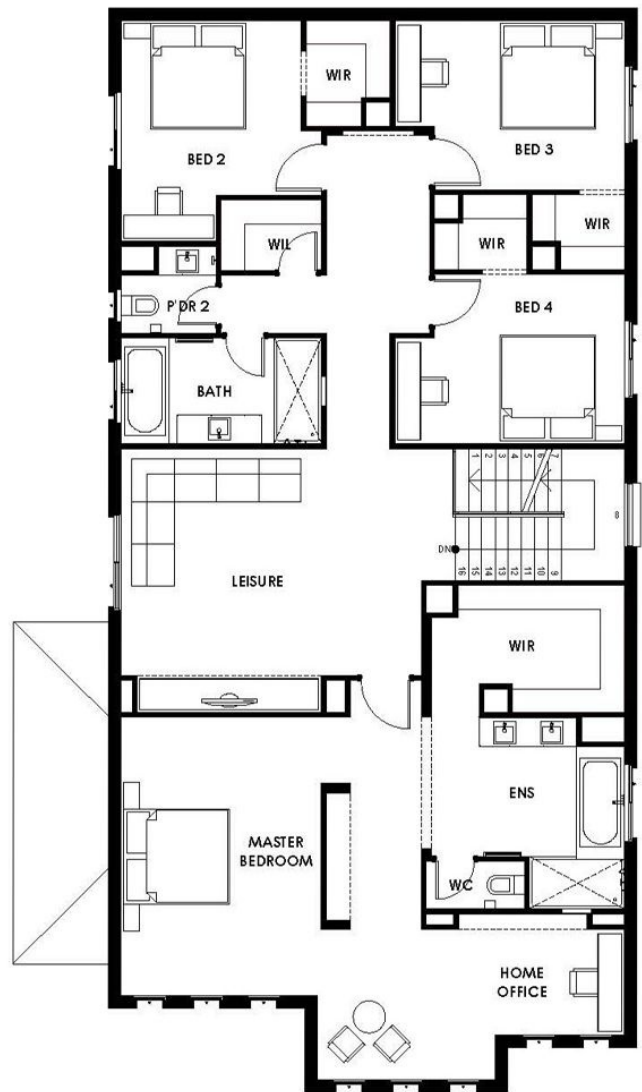 WIR
BED 2
BED 3
WIL
WIR
WIR
P'DR 2
BED 4
BATH
1 2 3 4 5 6 7
8
DN
16 15 14 13 12 11 10 9
LEISURE
WIR
ENS
MASTER
BEDROOM
WC
HOME
OFFICE